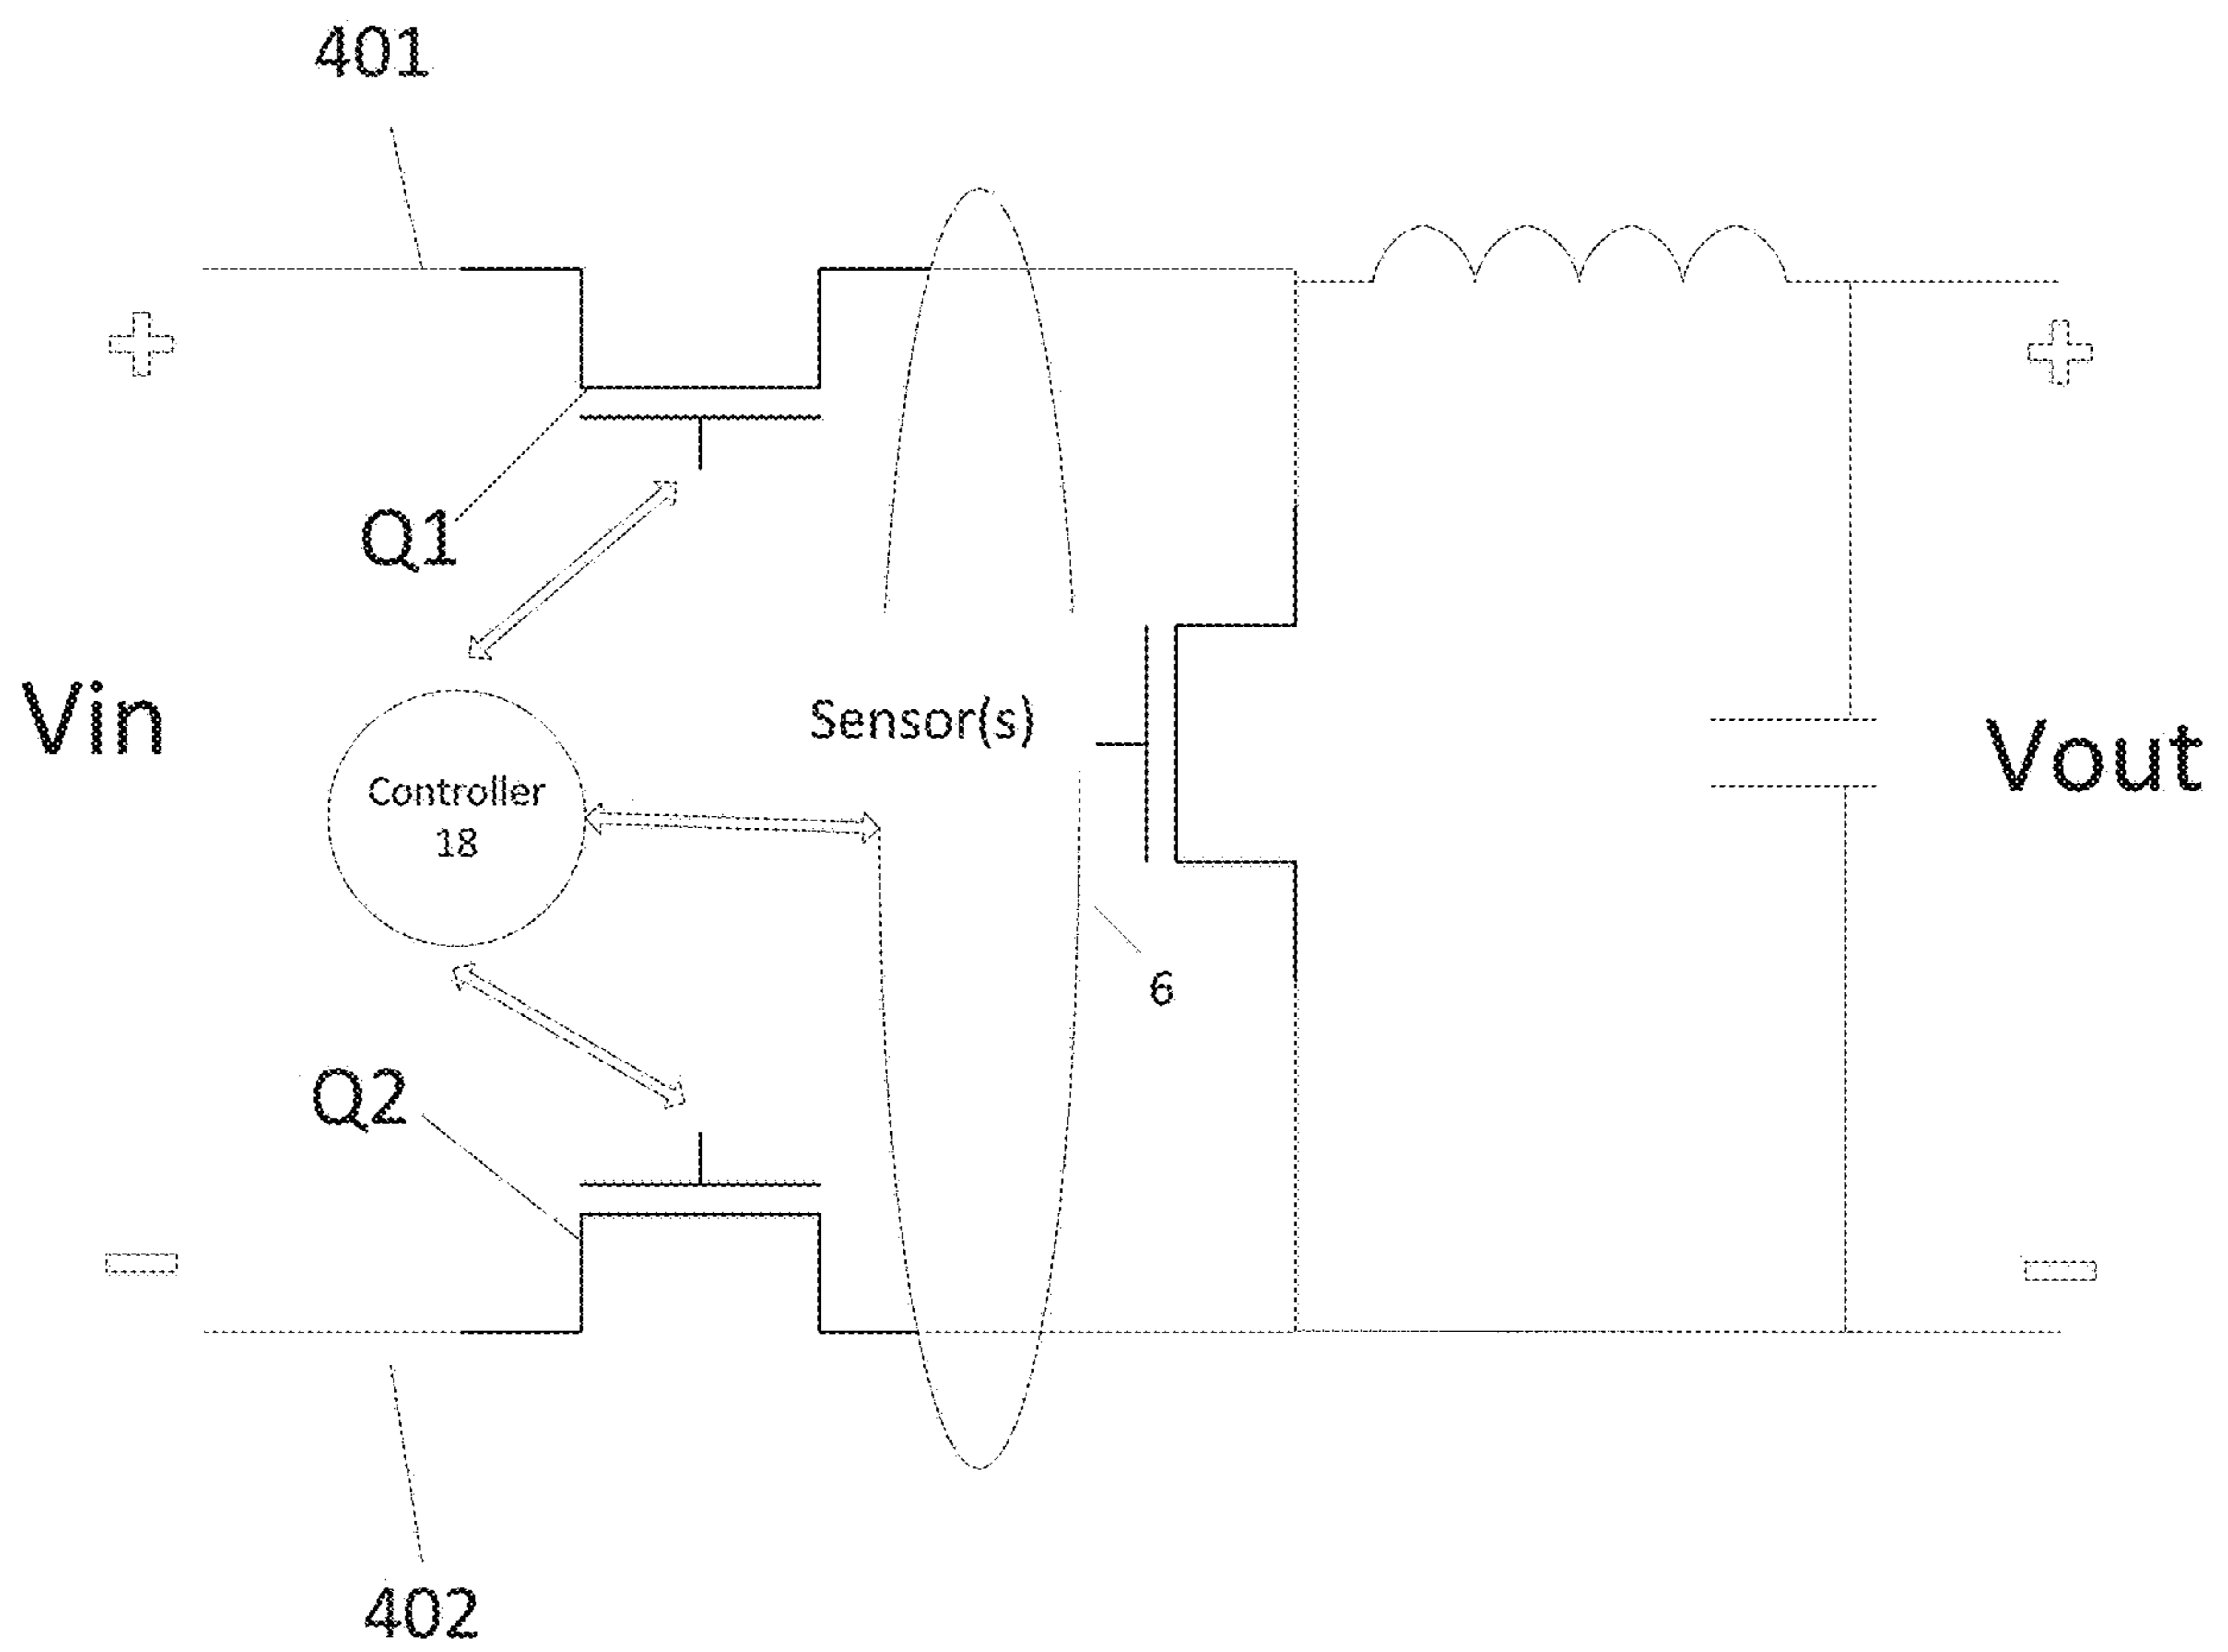 401
+
+
Q1
Vin
Sensor(s)
Vout
Controller
18
6
Q2
−
−
402